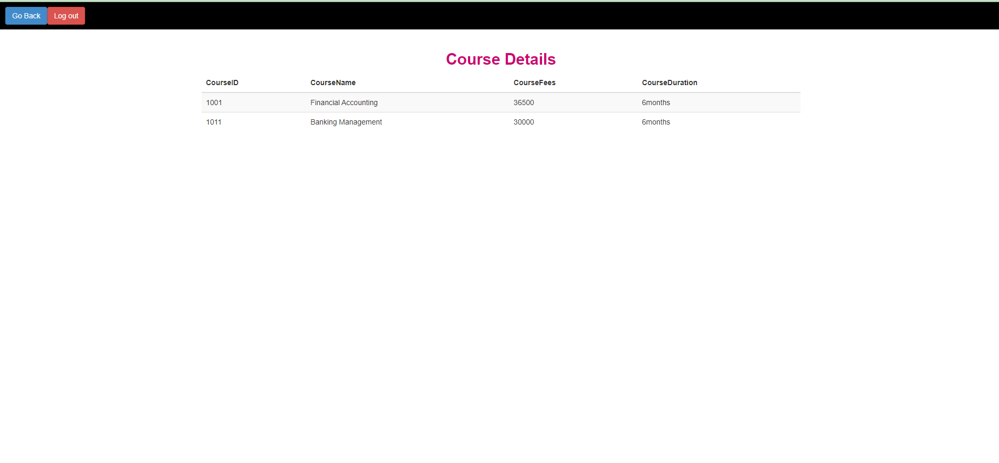 Go Back Log out
Course Details
CourseID CourseName CourseFees CourseDuration
1001 Financial Accounting 36500 6months
1011 Banking Management 30000 6months